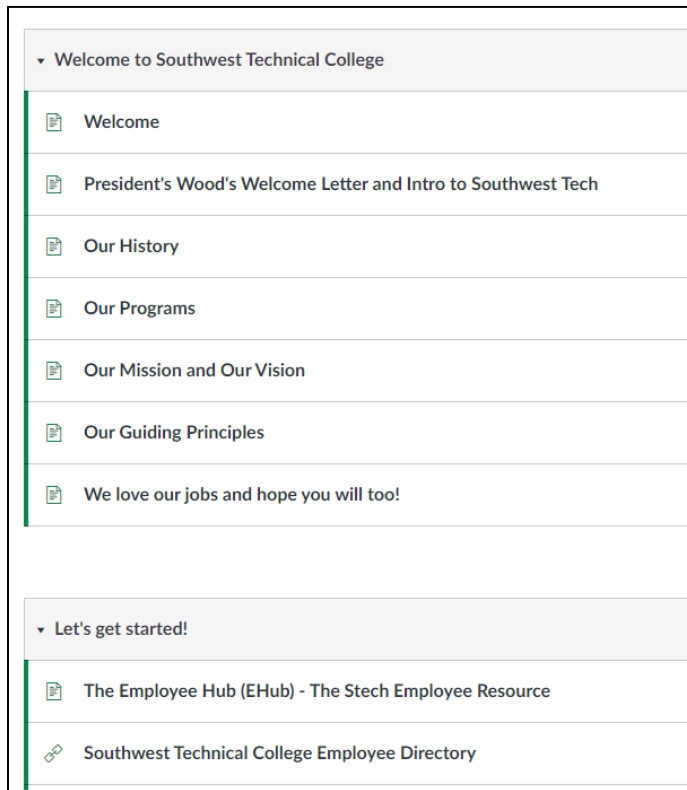 Welcome to Southwest Technical College
Welcome
President's Wood's Welcome Letter and Intro to Southwest Tech
Our History
Our Programs
Our Mission and Our Vision
Our Guiding Principles
We love our jobs and hope you will too!
Let's get started!
The Employee Hub (EHub) - The Stech Employee Resource
Southwest Technical College Employee Directory